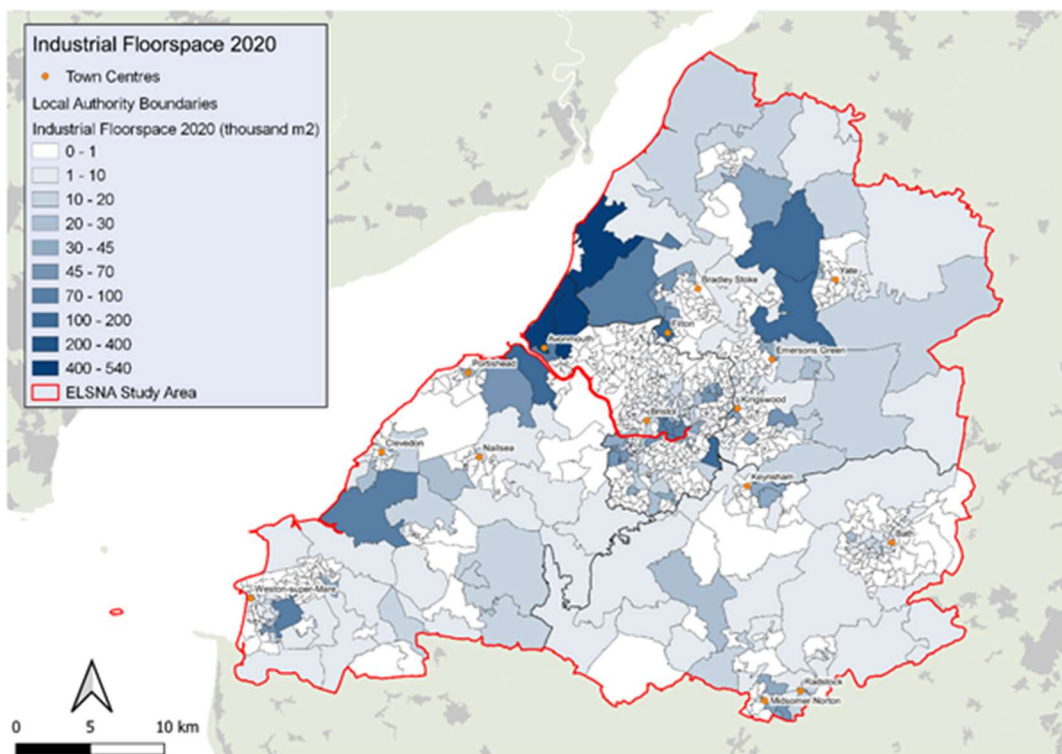 Industrial Floorspace 2020
Town Centres
Local Authority Boundaries
Industrial Floorspace 2020 (thousand m2)
0 - 1
1 - 10
10 - 20
20 - 30
30 - 45
45 - 70
70 - 100
100 - 200
200 - 400
400 - 540
ELSNA Study Area
Yate
Bradley Stoke
Filton
Avonmouth
Emersons Green
Portishead
Kingswood
Bristol
Clevedon
Nailsea
Keynsham
Bath
Weston-super-Mare
Radstock
Midsomer Norton
0 5 10 km